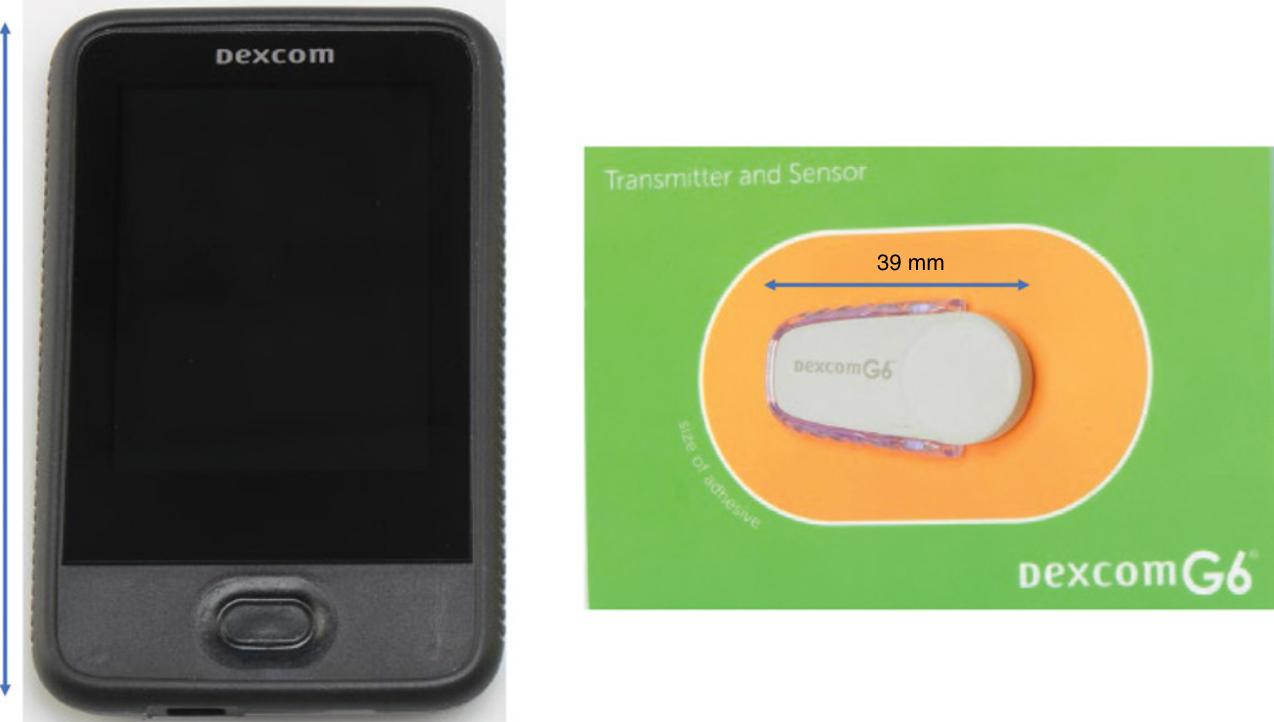 Dexcom
Transmitter and Sensor
39 mm
DexcomG6
size of adhesive
DexcomG6